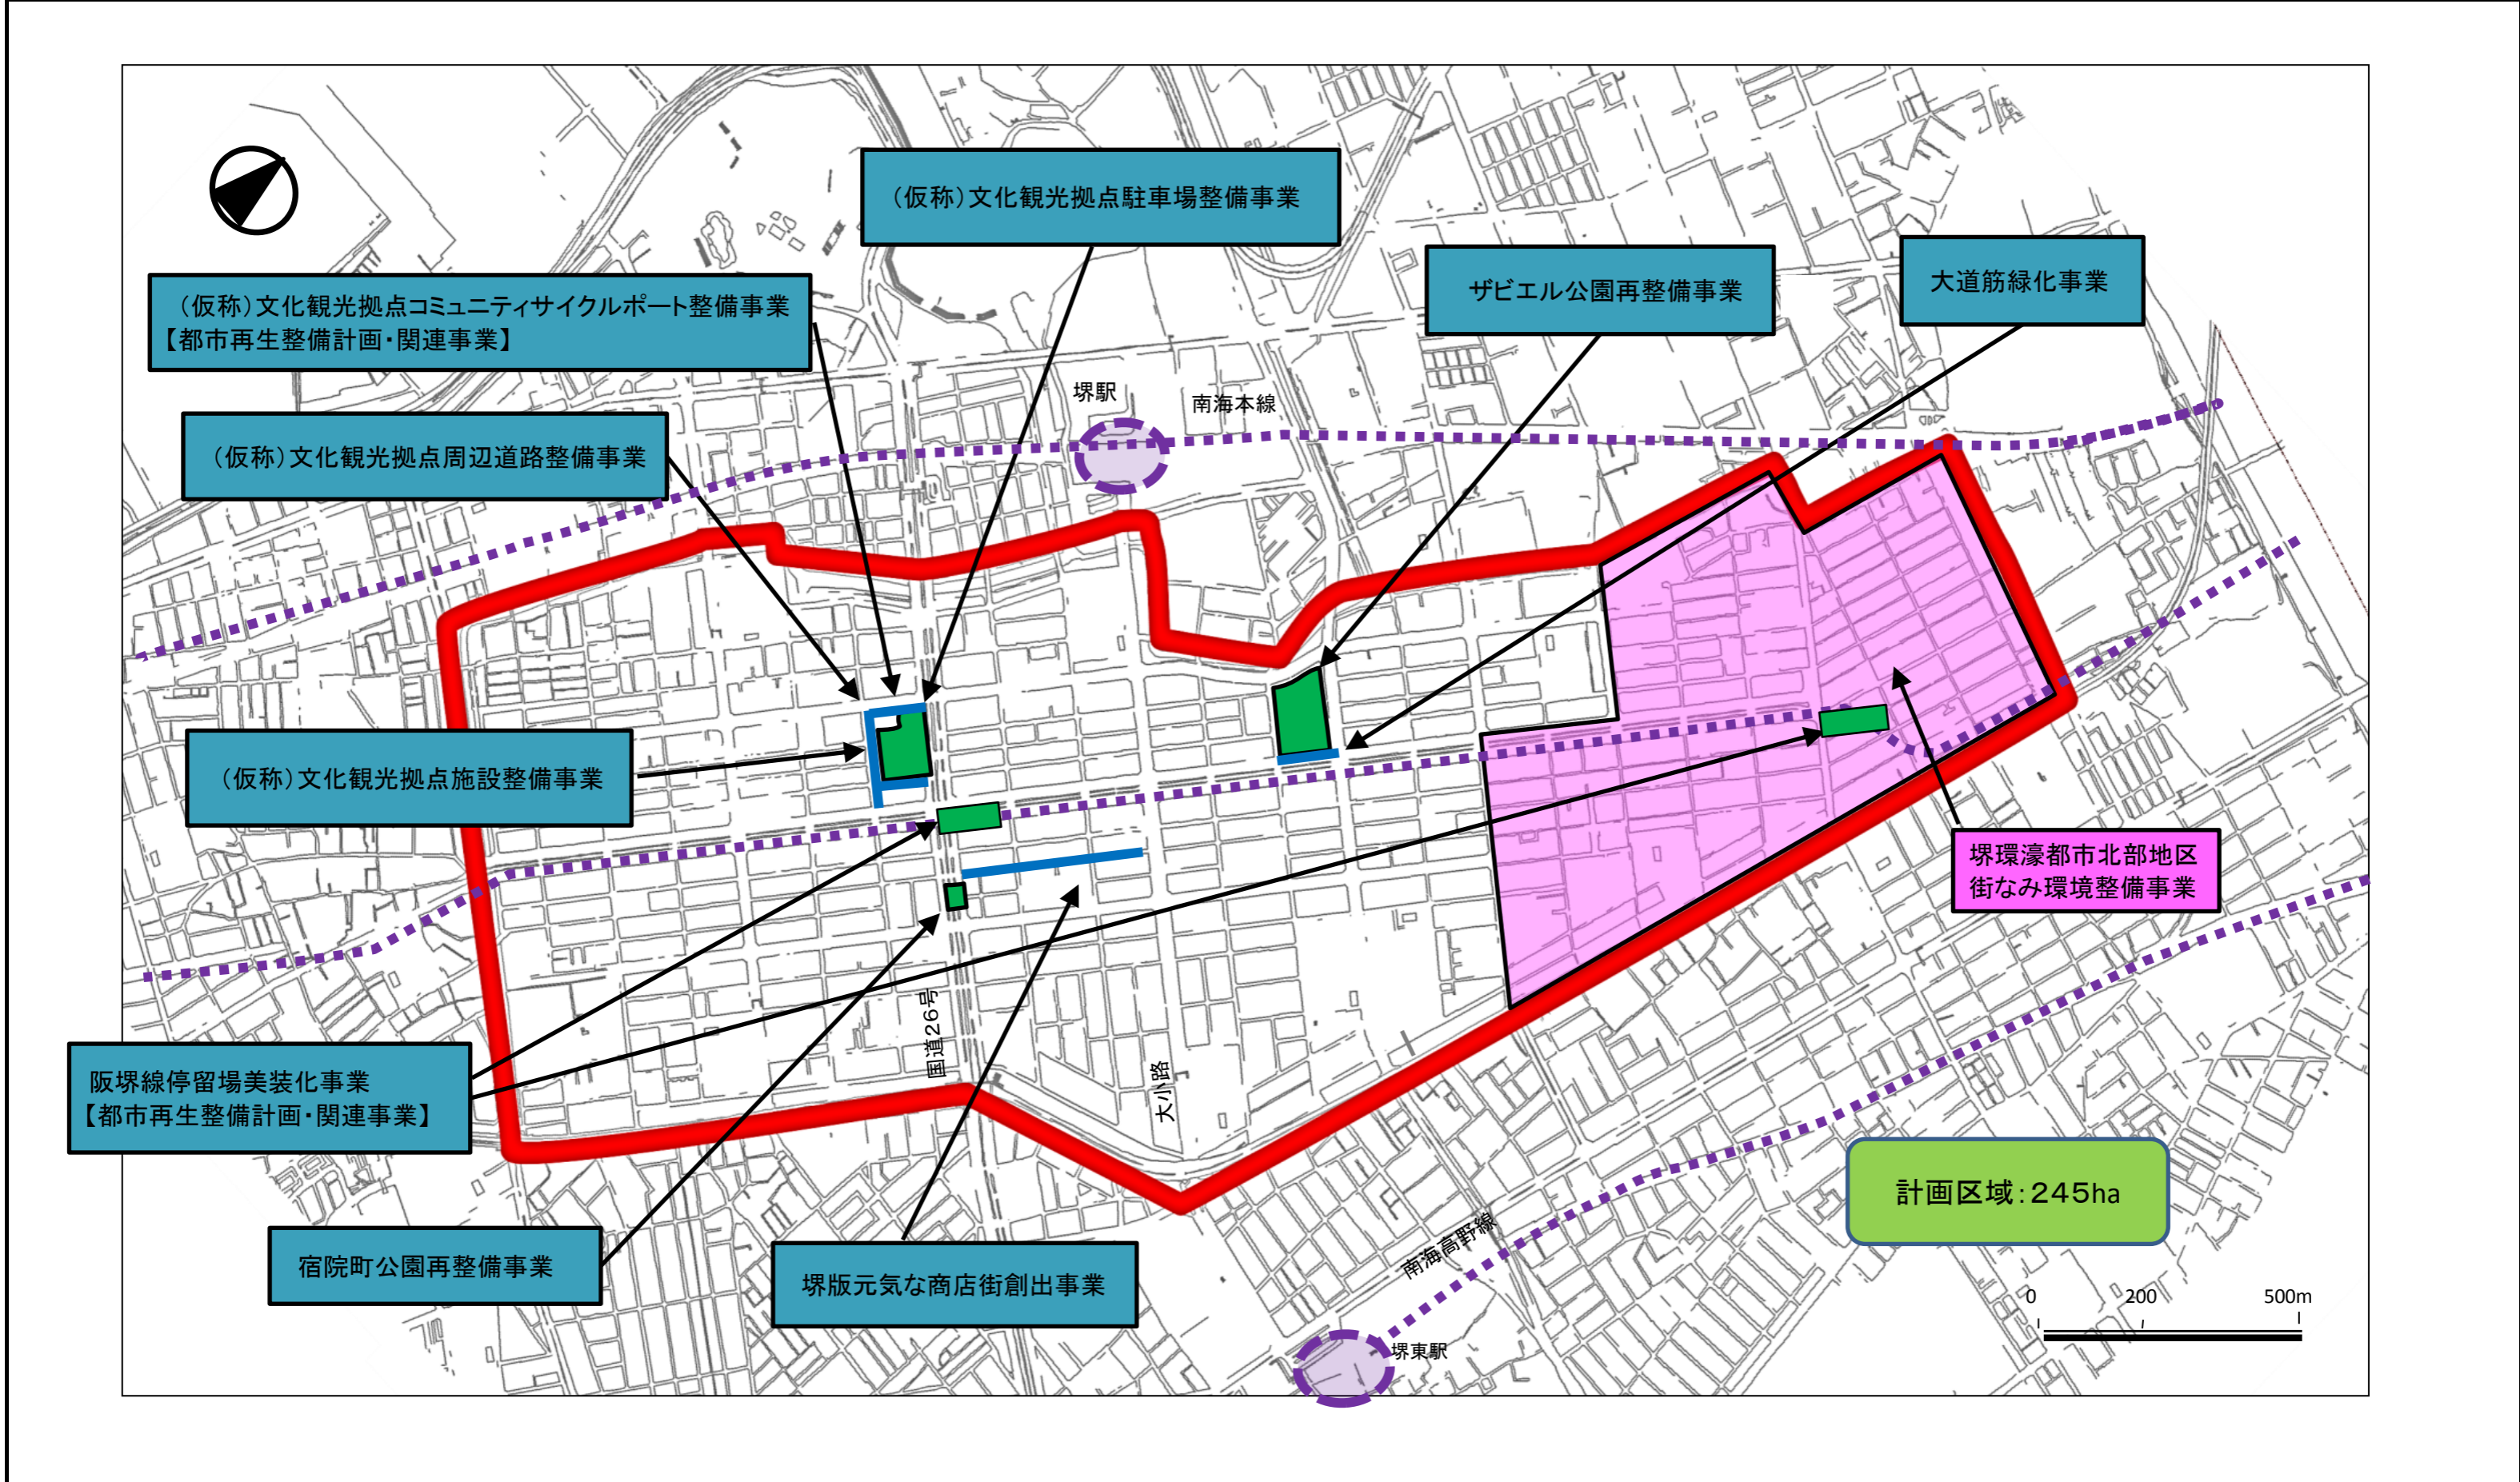 （仮称）文化観光拠点駐車場整備事業
ザビエル公園再整備事業
大道筋緑化事業
（仮称）文化観光拠点コミュニティサイクルポート整備事業
【都市再生整備計画・関連事業】
堺駅
南海本線
（仮称）文化観光拠点周辺道路整備事業
（仮称）文化観光拠点施設整備事業
堺環濠都市北部地区
街なみ環境整備事業
国道26号
大小路
阪堺線停留場美装化事業
【都市再生整備計画・関連事業】
計画区域：２４５ha
南海高野線
宿院町公園再整備事業
堺版元気な商店街創出事業
0 200 500m
堺東駅